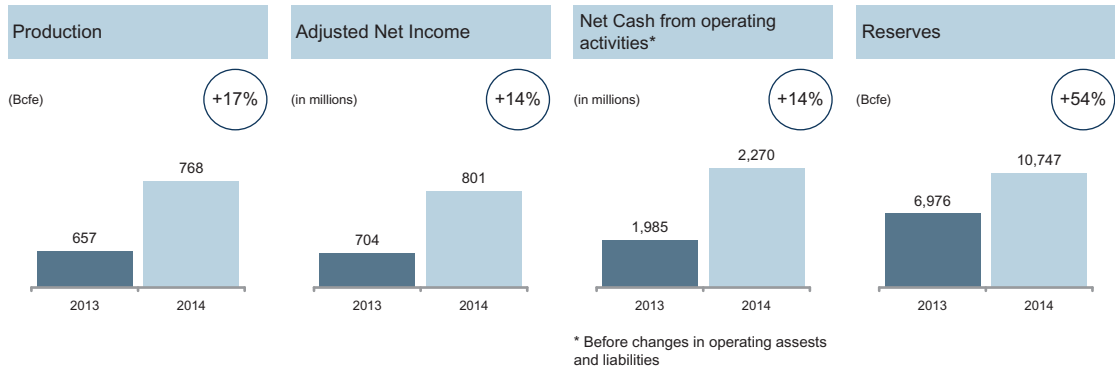 Production
(Bcfe)
+17%
768
657
2013
2014
Adjusted Net Income
(in millions)
+14%
801
704
2013
2014
Net Cash from operating
activities*
(in millions)
+14%
2,270
1,985
2013
2014
* Before changes in operating assests
and liabilities
Reserves
(Bcfe)
+54%
10,747
6,976
2013
2014